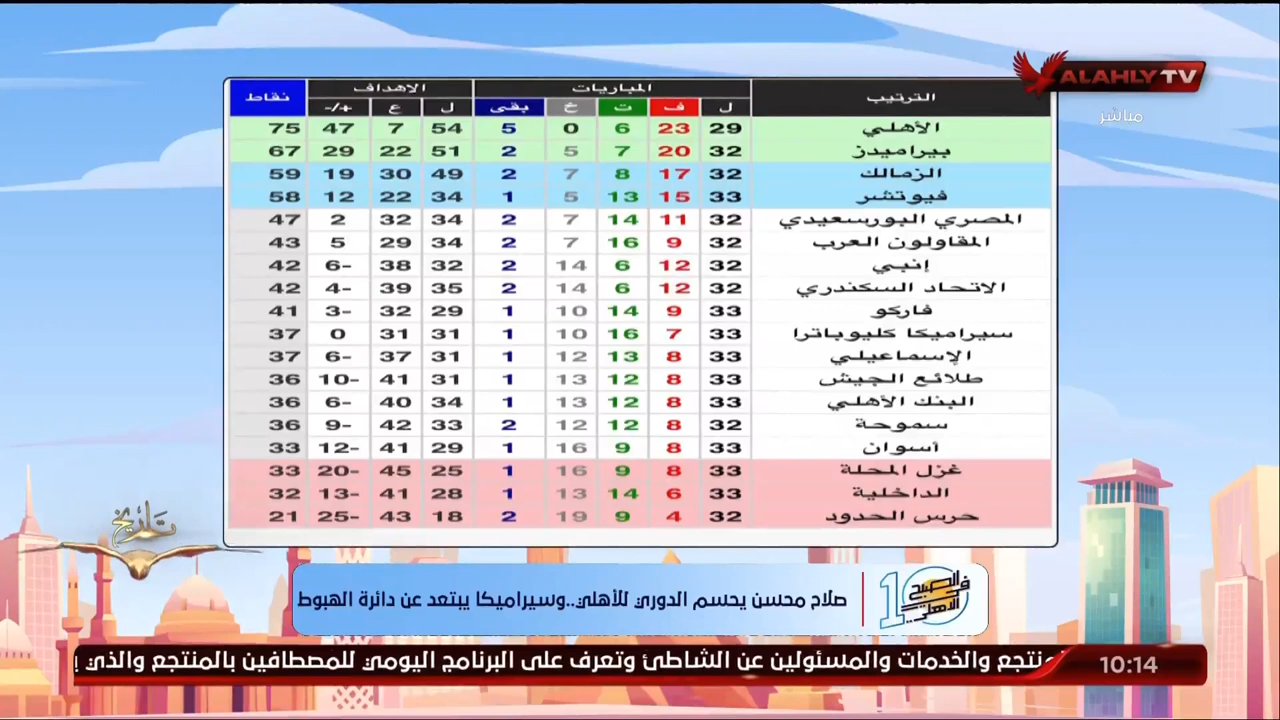 ALAHLY TV
مباشر
الترتيب المباريات الاهداف نقاط
ل ف ت خ بقى ل ع +/-
الأهلي 29 23 6 0 5 54 7 47 75
بيراميدز 32 20 7 5 2 51 22 29 67
الزمالك 32 17 8 7 2 49 30 19 59
فيوتشر 33 15 13 5 1 34 22 12 58
المصري البورسعيدي 32 11 14 7 2 34 32 2 47
المقاولون العرب 32 9 16 7 2 34 29 5 43
إنبي 32 12 6 14 2 32 38 6- 42
الاتحاد السكندري 32 12 6 14 2 35 39 4- 42
فاركو 33 9 14 10 1 29 32 3- 41
سيراميكا كليوباترا 33 7 16 10 1 31 31 0 37
الإسماعيلي 33 8 13 12 1 31 37 6- 37
طلائع الجيش 33 8 12 13 1 31 41 10- 36
البنك الأهلي 33 8 12 13 1 34 40 6- 36
سموحة 32 8 12 12 2 33 42 9- 36
أسوان 33 8 9 16 1 29 41 12- 33
غزل المحلة 33 8 9 16 1 25 45 20- 33
الداخلية 33 6 14 13 1 28 41 13- 32
حرس الحدود 32 4 9 19 2 18 43 25- 21
تاريخ
10 الصبح في الأهلي
صلاح محسن يحسم الدوري للأهلي..وسيراميكا يبتعد عن دائرة الهبوط
10:14 والخدمات والمسئولين عن الشاطئ وتعرف على البرنامج اليومي للمصطافين بالمنتجع والذي